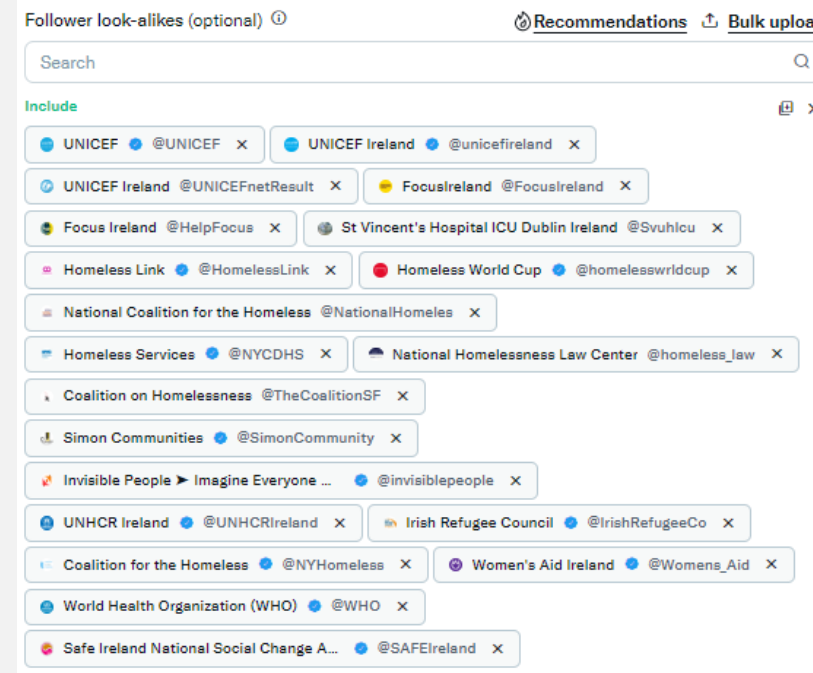 Follower look-alikes (optional)
Recommendations Bulk uploa
Search
Include
UNICEF @UNICEF UNICEF Ireland @unicefireland
UNICEF Ireland @UNICEFnetResult FocusIreland @FocusIreland
Focus Ireland @HelpFocus St Vincent's Hospital ICU Dublin Ireland @SvuhIcu
Homeless Link @HomelessLink Homeless World Cup @homelesswrldcup
National Coalition for the Homeless @NationalHomeles
Homeless Services @NYCDHS National Homelessness Law Center @homeless_law
Coalition on Homelessness @TheCoalitionSF
Simon Communities @SimonCommunity
Invisible People ➤ Imagine Everyone ... @invisiblepeople
UNHCR Ireland @UNHCRIreland Irish Refugee Council @IrishRefugeeCo
Coalition for the Homeless @NYHomeless Women's Aid Ireland @Womens_Aid
World Health Organization (WHO) @WHO
Safe Ireland National Social Change A... @SAFEIreland